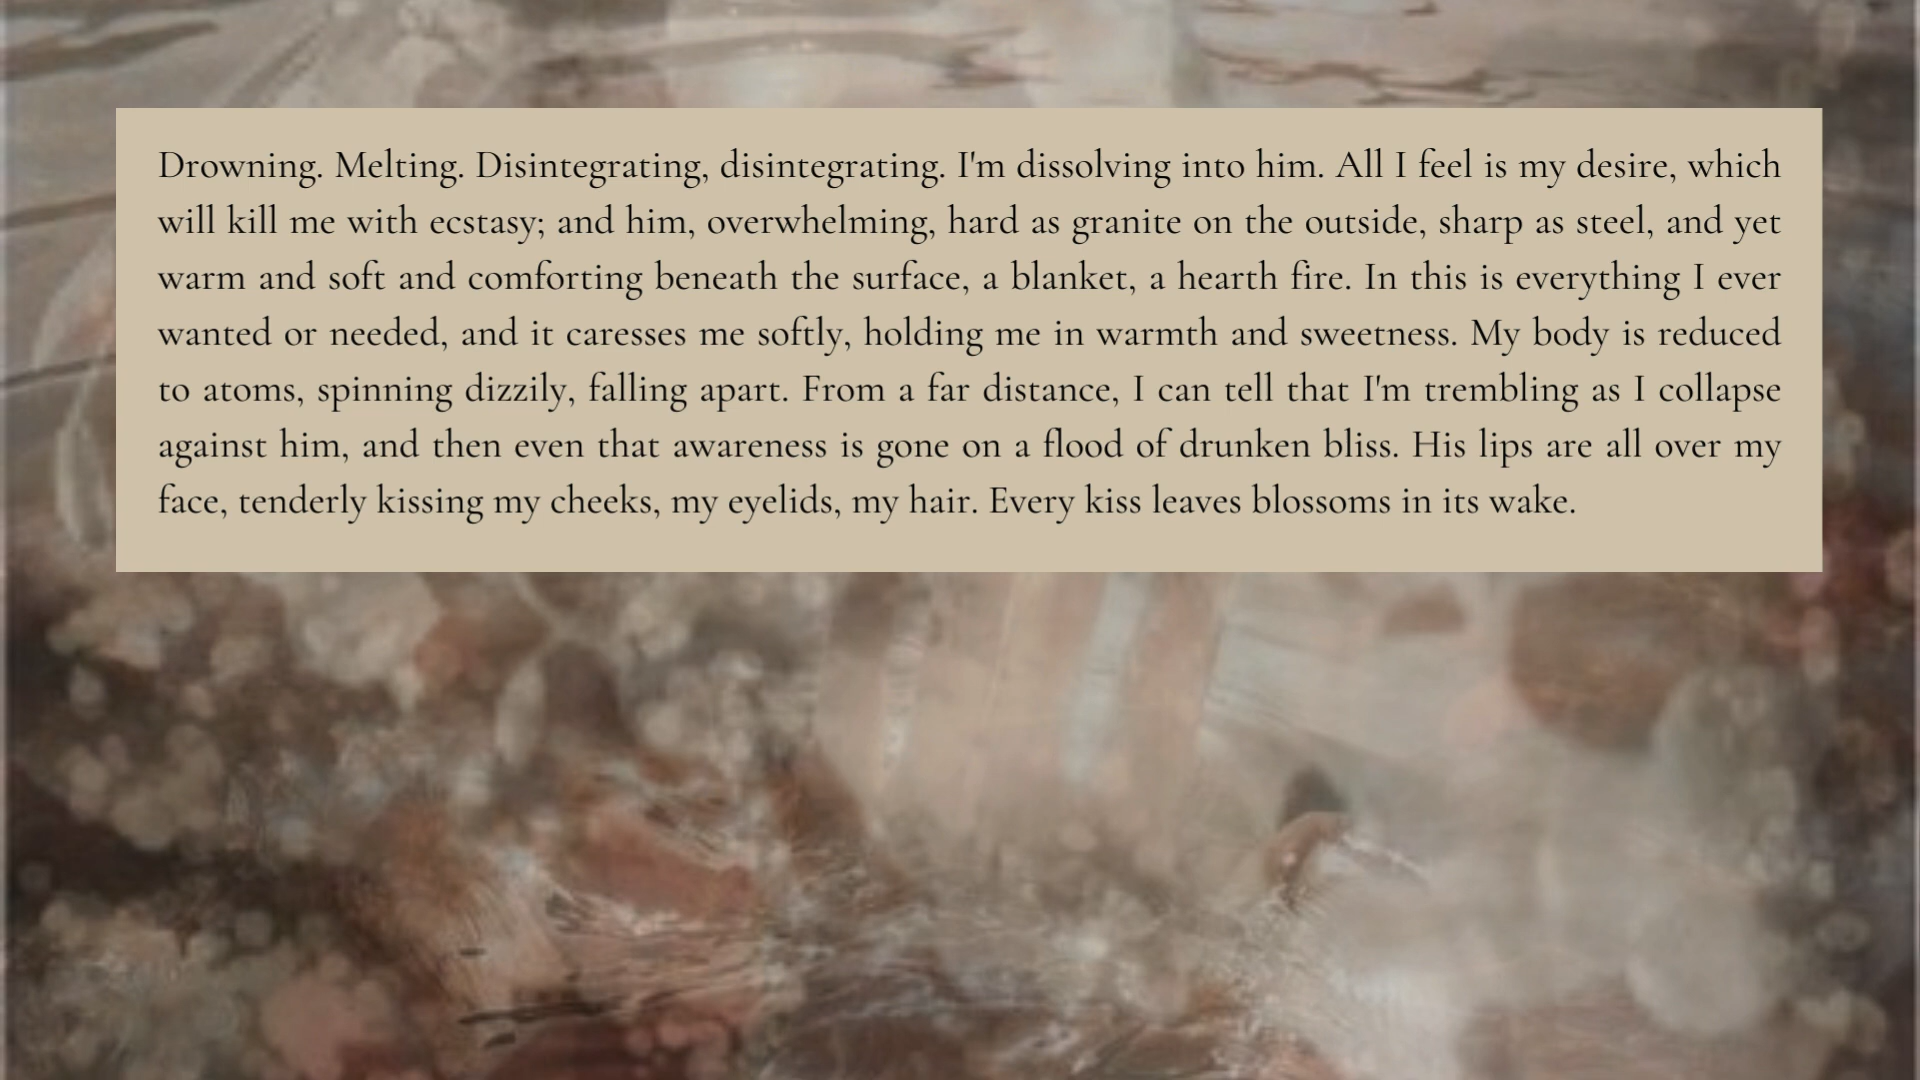 Drowning. Melting. Disintegrating, disintegrating. I'm dissolving into him. All I feel is my desire, which
will kill me with ecstasy; and him, overwhelming, hard as granite on the outside, sharp as steel, and yet
warm and soft and comforting beneath the surface, a blanket, a hearth fire. In this is everything I ever
wanted or needed, and it caresses me softly, holding me in warmth and sweetness. My body is reduced
to atoms, spinning dizzily, falling apart. From a far distance, I can tell that I'm trembling as I collapse
against him, and then even that awareness is gone on a flood of drunken bliss. His lips are all over my
face, tenderly kissing my cheeks, my eyelids, my hair. Every kiss leaves blossoms in its wake.